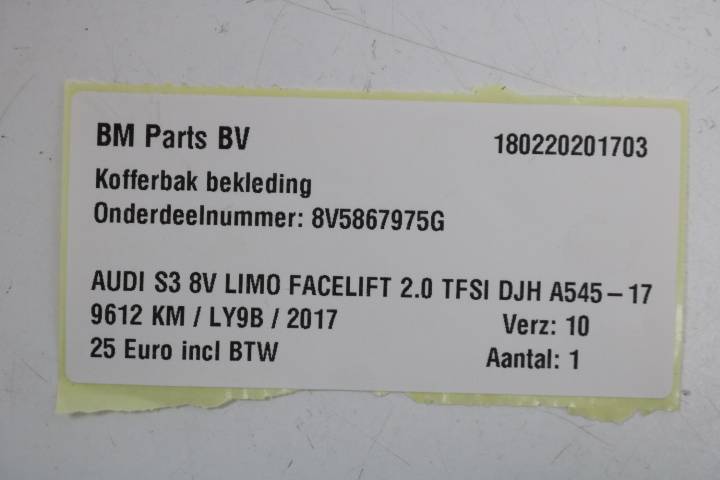 BM Parts BV 180220201703
Kofferbak bekleding
Onderdeelnummer: 8V5867975G
AUDI S3 8V LIMO FACELIFT 2.0 TFSI DJH A545-17
9612 KM / LY9B / 2017 Verz: 10
25 Euro incl BTW Aantal: 1